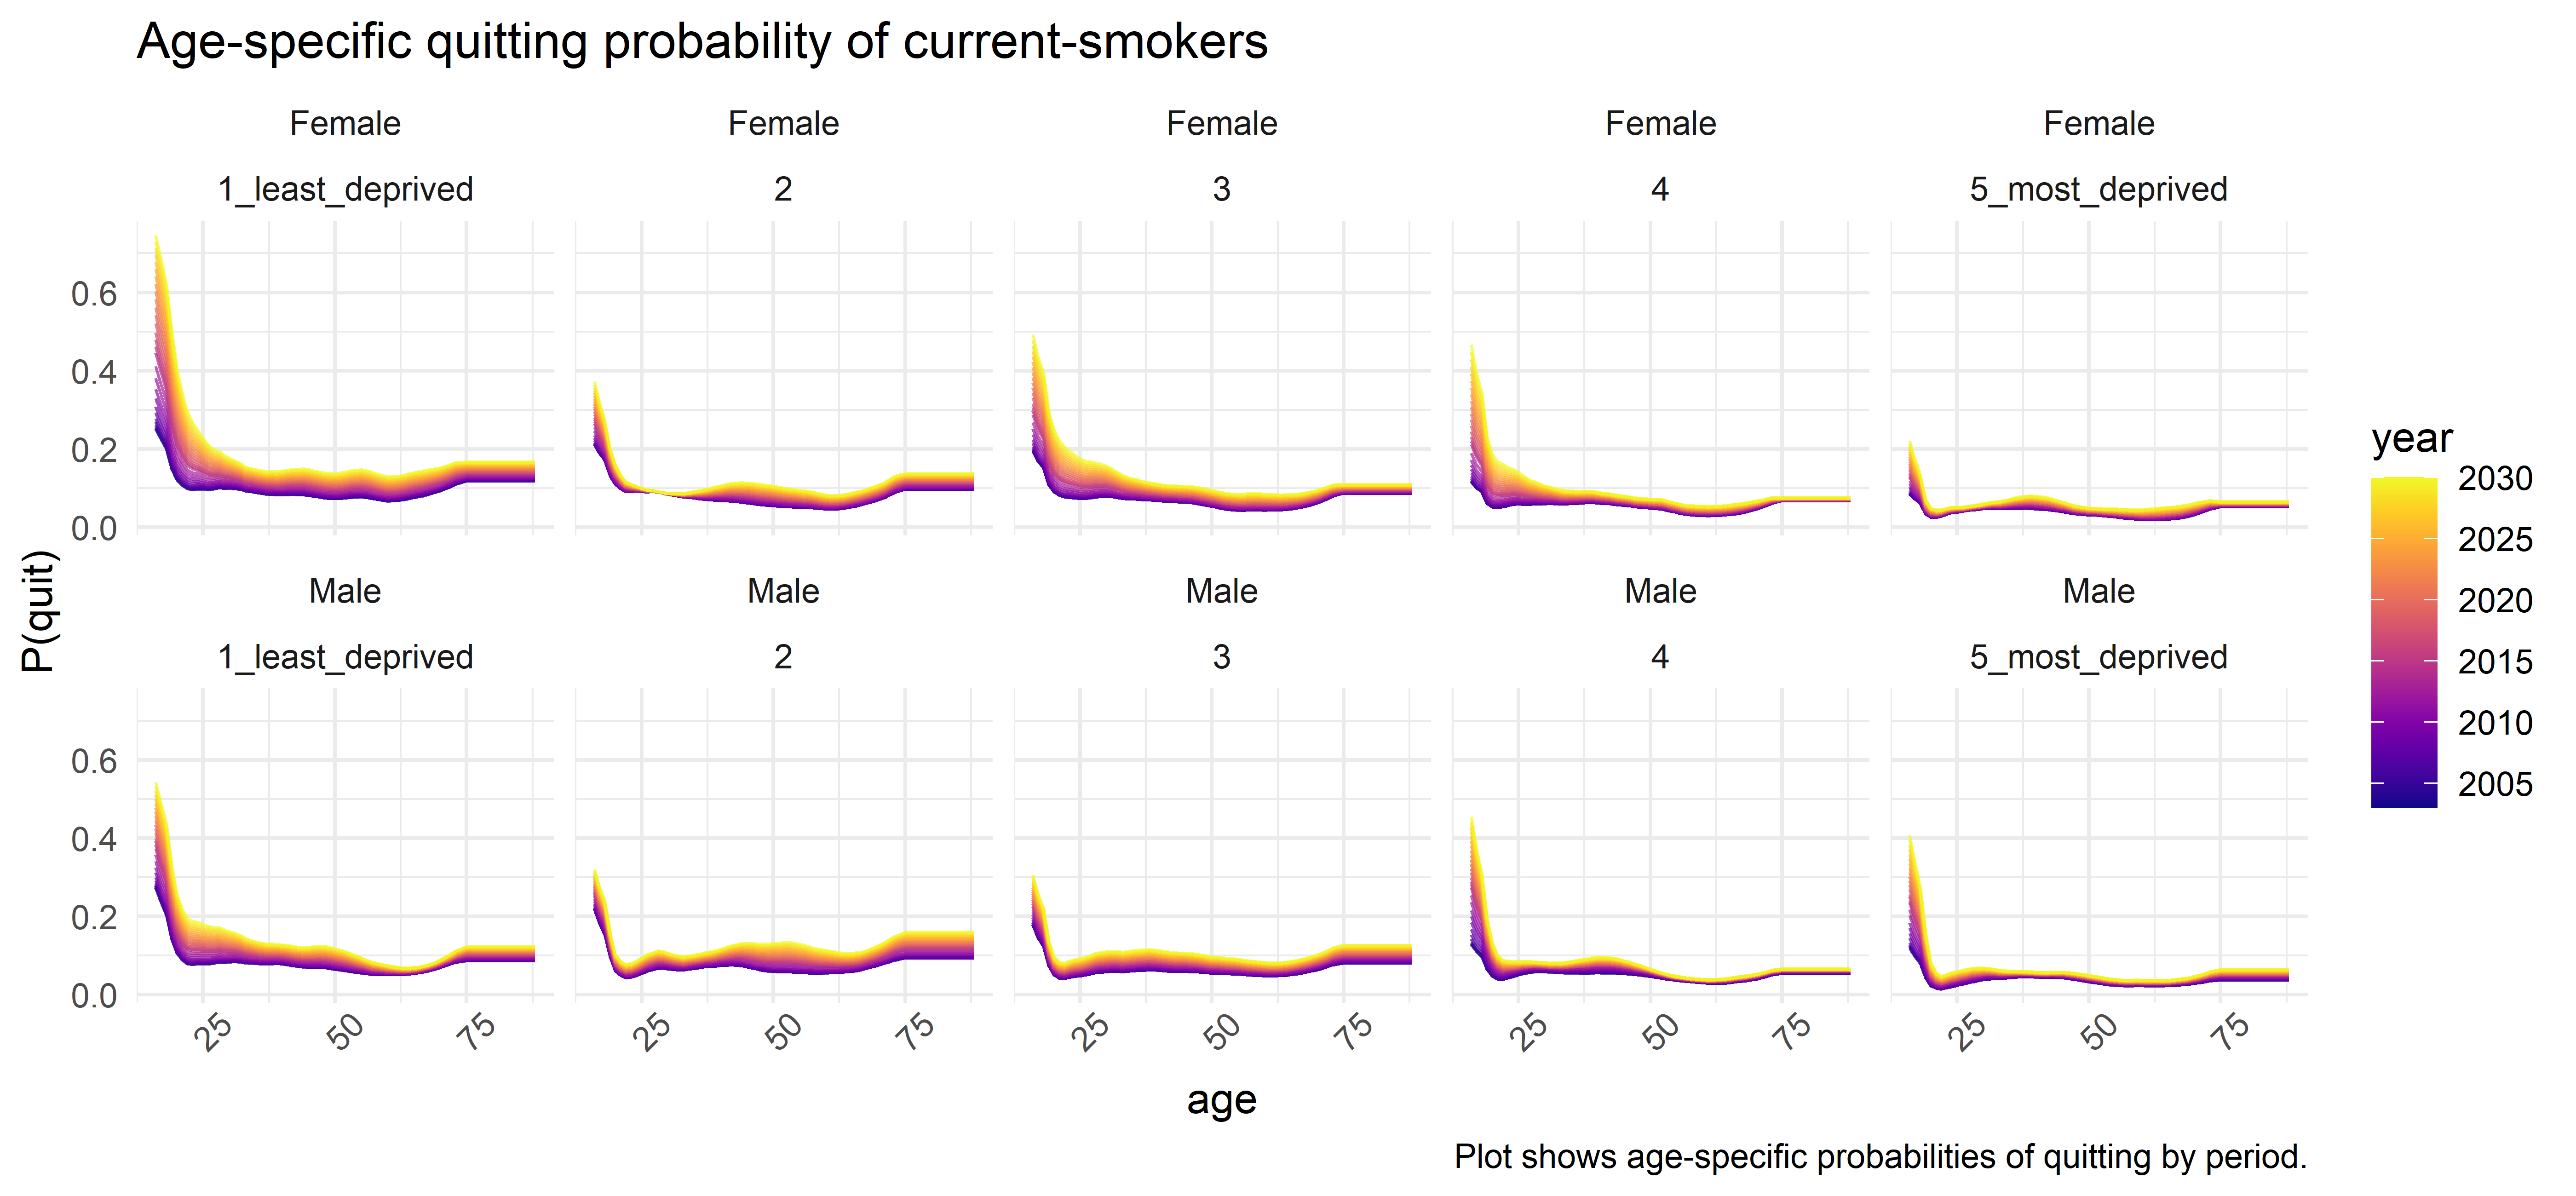 Age-specific quitting probability of current-smokers
Female Female Female Female Female
1_least_deprived 2 3 4 5_most_deprived
0.6
0.4
0.2
0.0
Male Male Male Male Male
1_least_deprived 2 3 4 5_most_deprived
0.6
0.4
0.2
0.0
P(quit)
25 50 75 25 50 75 25 50 75 25 50 75 25 50 75
age
year
2030
2025
2020
2015
2010
2005
Plot shows age-specific probabilities of quitting by period.